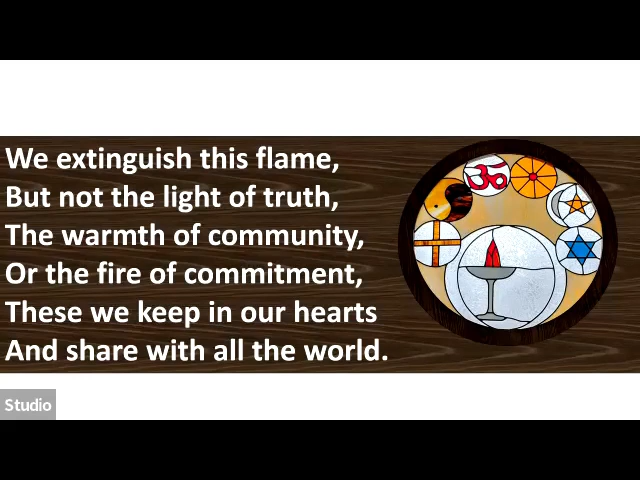 We extinguish this flame,
But not the light of truth,
The warmth of community,
Or the fire of commitment,
These we keep in our hearts
And share with all the world.
Studio